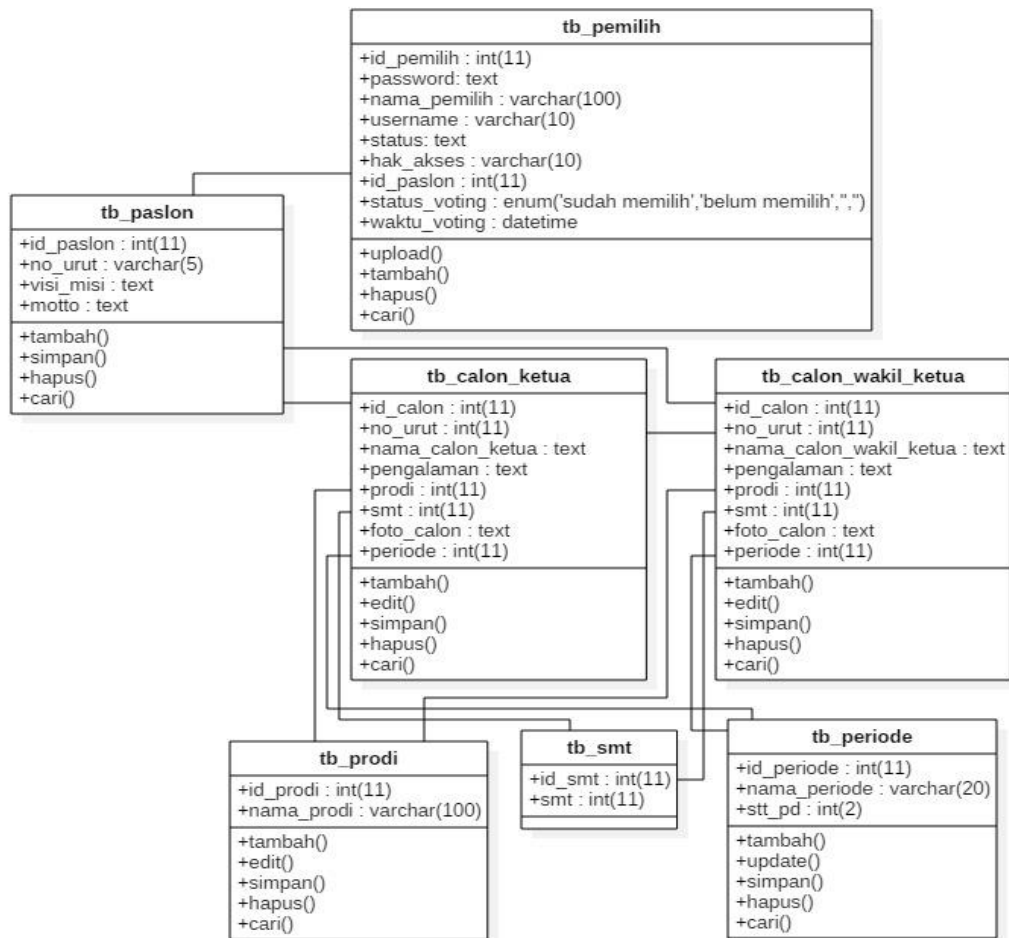 tb_pemilih
+id_pemilih : int(11)
+password: text
+nama_pemilih : varchar(100)
+username : varchar(10)
+status: text
+hak_akses : varchar(10)
+id_paslon : int(11)
+status_voting : enum('sudah memilih','belum memilih','','')
+waktu_voting : datetime
+upload()
+tambah()
+hapus()
+cari()
tb_paslon
+id_paslon : int(11)
+no_urut : varchar(5)
+visi_misi : text
+motto : text
+tambah()
+simpan()
+hapus()
+cari()
tb_calon_ketua
+id_calon : int(11)
+no_urut : int(11)
+nama_calon_ketua : text
+pengalaman : text
+prodi : int(11)
+smt : int(11)
+foto_calon : text
+periode : int(11)
+tambah()
+edit()
+simpan()
+hapus()
+cari()
tb_calon_wakil_ketua
+id_calon : int(11)
+no_urut : int(11)
+nama_calon_wakil_ketua : text
+pengalaman : text
+prodi : int(11)
+smt : int(11)
+foto_calon : text
+periode : int(11)
+tambah()
+edit()
+simpan()
+hapus()
+cari()
tb_prodi
+id_prodi : int(11)
+nama_prodi : varchar(100)
+tambah()
+edit()
+simpan()
+hapus()
+cari()
tb_smt
+id_smt : int(11)
+smt : int(11)
tb_periode
+id_periode : int(11)
+nama_periode : varchar(20)
+stt_pd : int(2)
+tambah()
+update()
+simpan()
+hapus()
+cari()